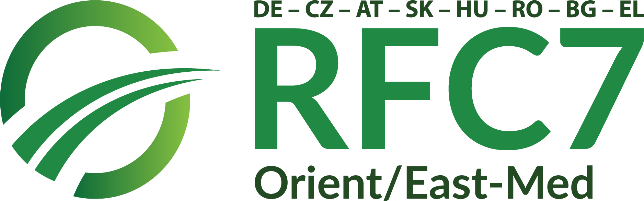 DE – CZ – AT – SK – HU – RO – BG – EL
RFC7
Orient/East-Med